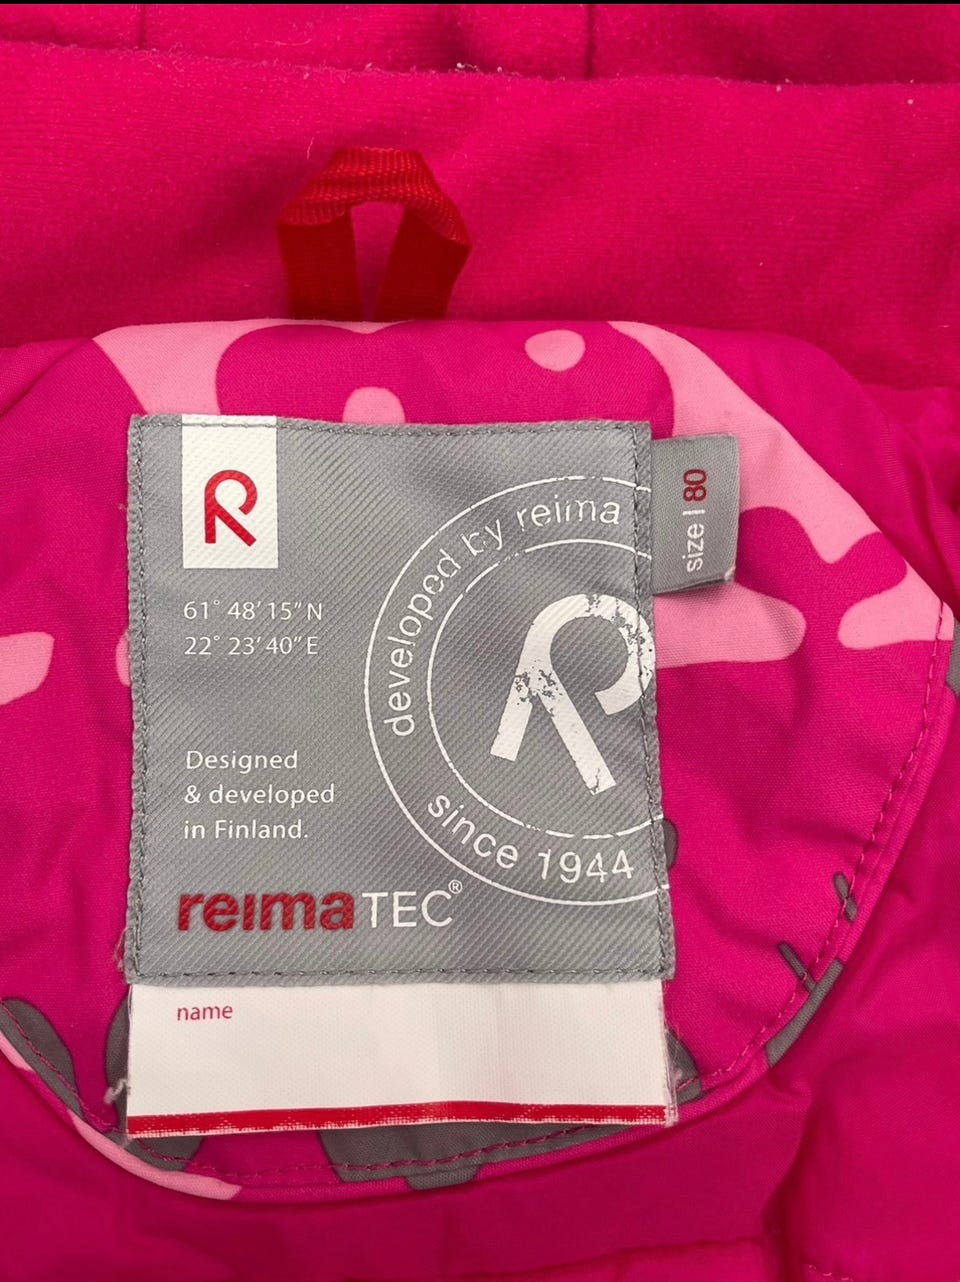 R
size | 80
developed by reima
61° 48' 15" N
22° 23' 40" E
R
Designed
& developed
in Finland.
since 1944
reimaTEC®
name